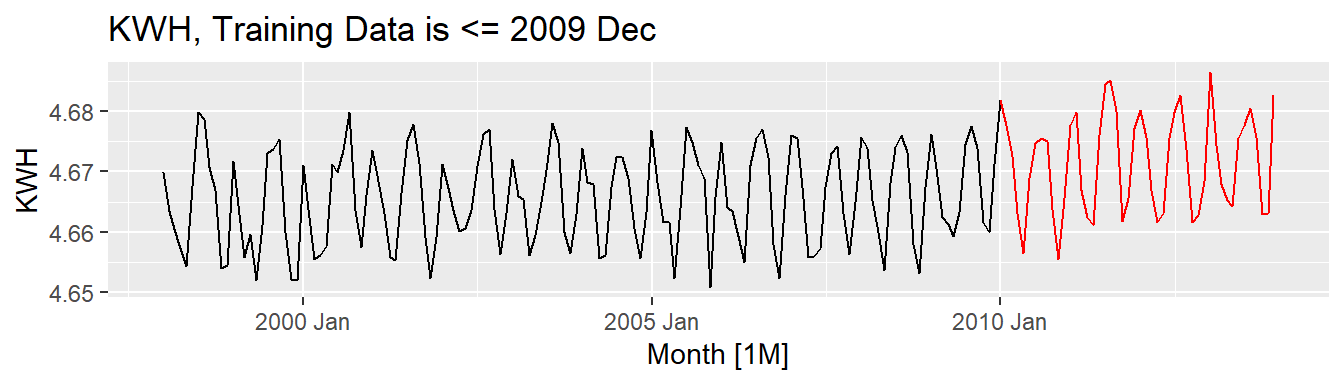 KWH, Training Data is <= 2009 Dec
KWH
4.68
4.67
4.66
4.65
2000 Jan
2005 Jan
2010 Jan
Month [1M]